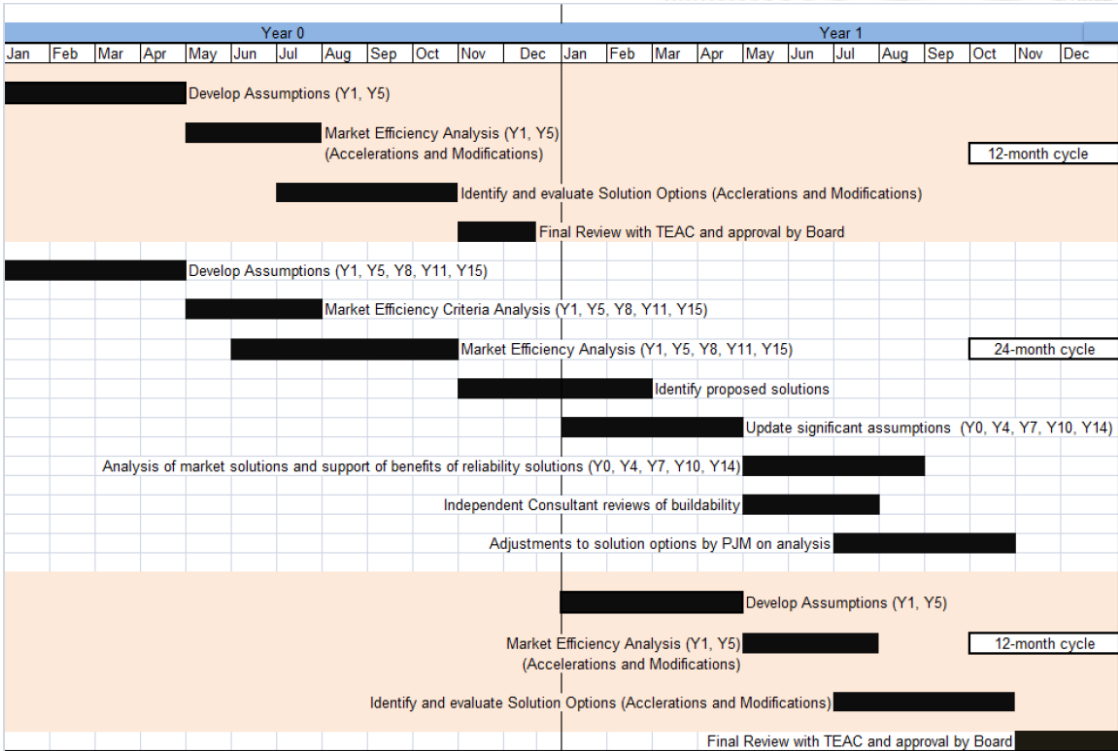 Year 0 Year 1
Jan Feb Mar Apr May Jun Jul Aug Sep Oct Nov Dec Jan Feb Mar Apr May Jun Jul Aug Sep Oct Nov Dec
Develop Assumptions (Y1, Y5)
Market Efficiency Analysis (Y1, Y5)
(Accelerations and Modifications)
12-month cycle
Identify and evaluate Solution Options (Acclerations and Modifications)
Final Review with TEAC and approval by Board
Develop Assumptions (Y1, Y5, Y8, Y11, Y15)
Market Efficiency Criteria Analysis (Y1, Y5, Y8, Y11, Y15)
Market Efficiency Analysis (Y1, Y5, Y8, Y11, Y15)
24-month cycle
Identify proposed solutions
Update significant assumptions (Y0, Y4, Y7, Y10, Y14)
Analysis of market solutions and support of benefits of reliability solutions (Y0, Y4, Y7, Y10, Y14)
Independent Consultant reviews of buildability
Adjustments to solution options by PJM on analysis
Develop Assumptions (Y1, Y5)
Market Efficiency Analysis (Y1, Y5)
(Accelerations and Modifications)
12-month cycle
Identify and evaluate Solution Options (Acclerations and Modifications)
Final Review with TEAC and approval by Board